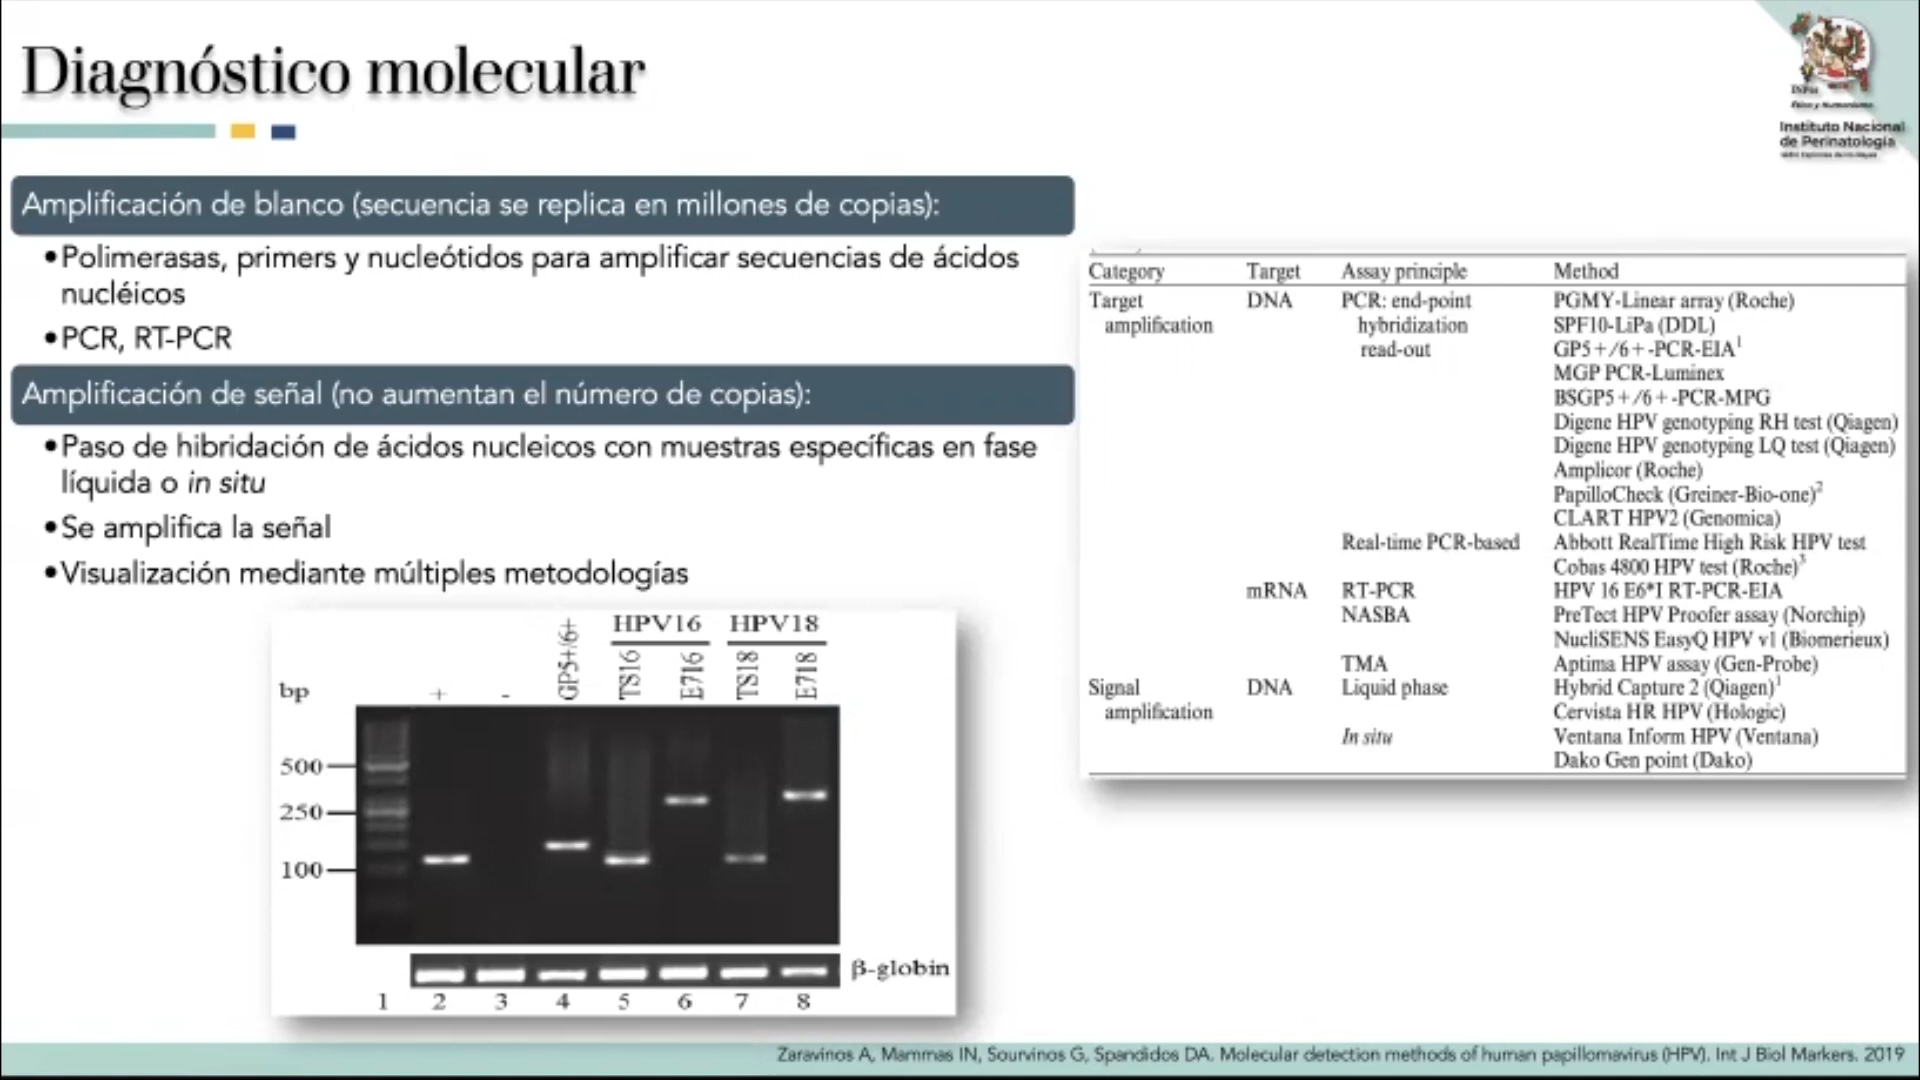 Diagnóstico molecular
Instituto Nacional
de Perinatología
Amplificación de blanco (secuencia se replica en millones de copias):
•Polimerasas, primers y nucleótidos para amplificar secuencias de ácidos
nucléicos
•PCR, RT-PCR
Amplificación de señal (no aumentan el número de copias):
•Paso de hibridación de ácidos nucleicos con muestras específicas en fase
líquida o in situ
•Se amplifica la señal
•Visualización mediante múltiples metodologías
HPV16 HPV18
bp + - GP5+/6+ TS16 E716 TS18 E718
500
250
100
β-globin
1 2 3 4 5 6 7 8
Category Target Assay principle Method
Target DNA PCR: end-point PGMY-Linear array (Roche)
amplification hybridization SPF10-LiPa (DDL)
read-out GP5+/6+-PCR-EIA¹
MGP PCR-Luminex
BSGP5+/6+-PCR-MPG
Digene HPV genotyping RH test (Qiagen)
Digene HPV genotyping LQ test (Qiagen)
Amplicor (Roche)
PapilloCheck (Greiner-Bio-one)²
CLART HPV2 (Genomica)
Real-time PCR-based Abbott RealTime High Risk HPV test
Cobas 4800 HPV test (Roche)³
mRNA RT-PCR HPV 16 E6*I RT-PCR-EIA
NASBA PreTect HPV Proofer assay (Norchip)
NucliSENS EasyQ HPV v1 (Biomerieux)
TMA Aptima HPV assay (Gen-Probe)
Signal DNA Liquid phase Hybrid Capture 2 (Qiagen)¹
amplification Cervista HR HPV (Hologic)
In situ Ventana Inform HPV (Ventana)
Dako Gen point (Dako)
Zaravinos A, Mammas IN, Sourvinos G, Spandidos DA. Molecular detection methods of human papillomavirus (HPV). Int J Biol Markers. 2019